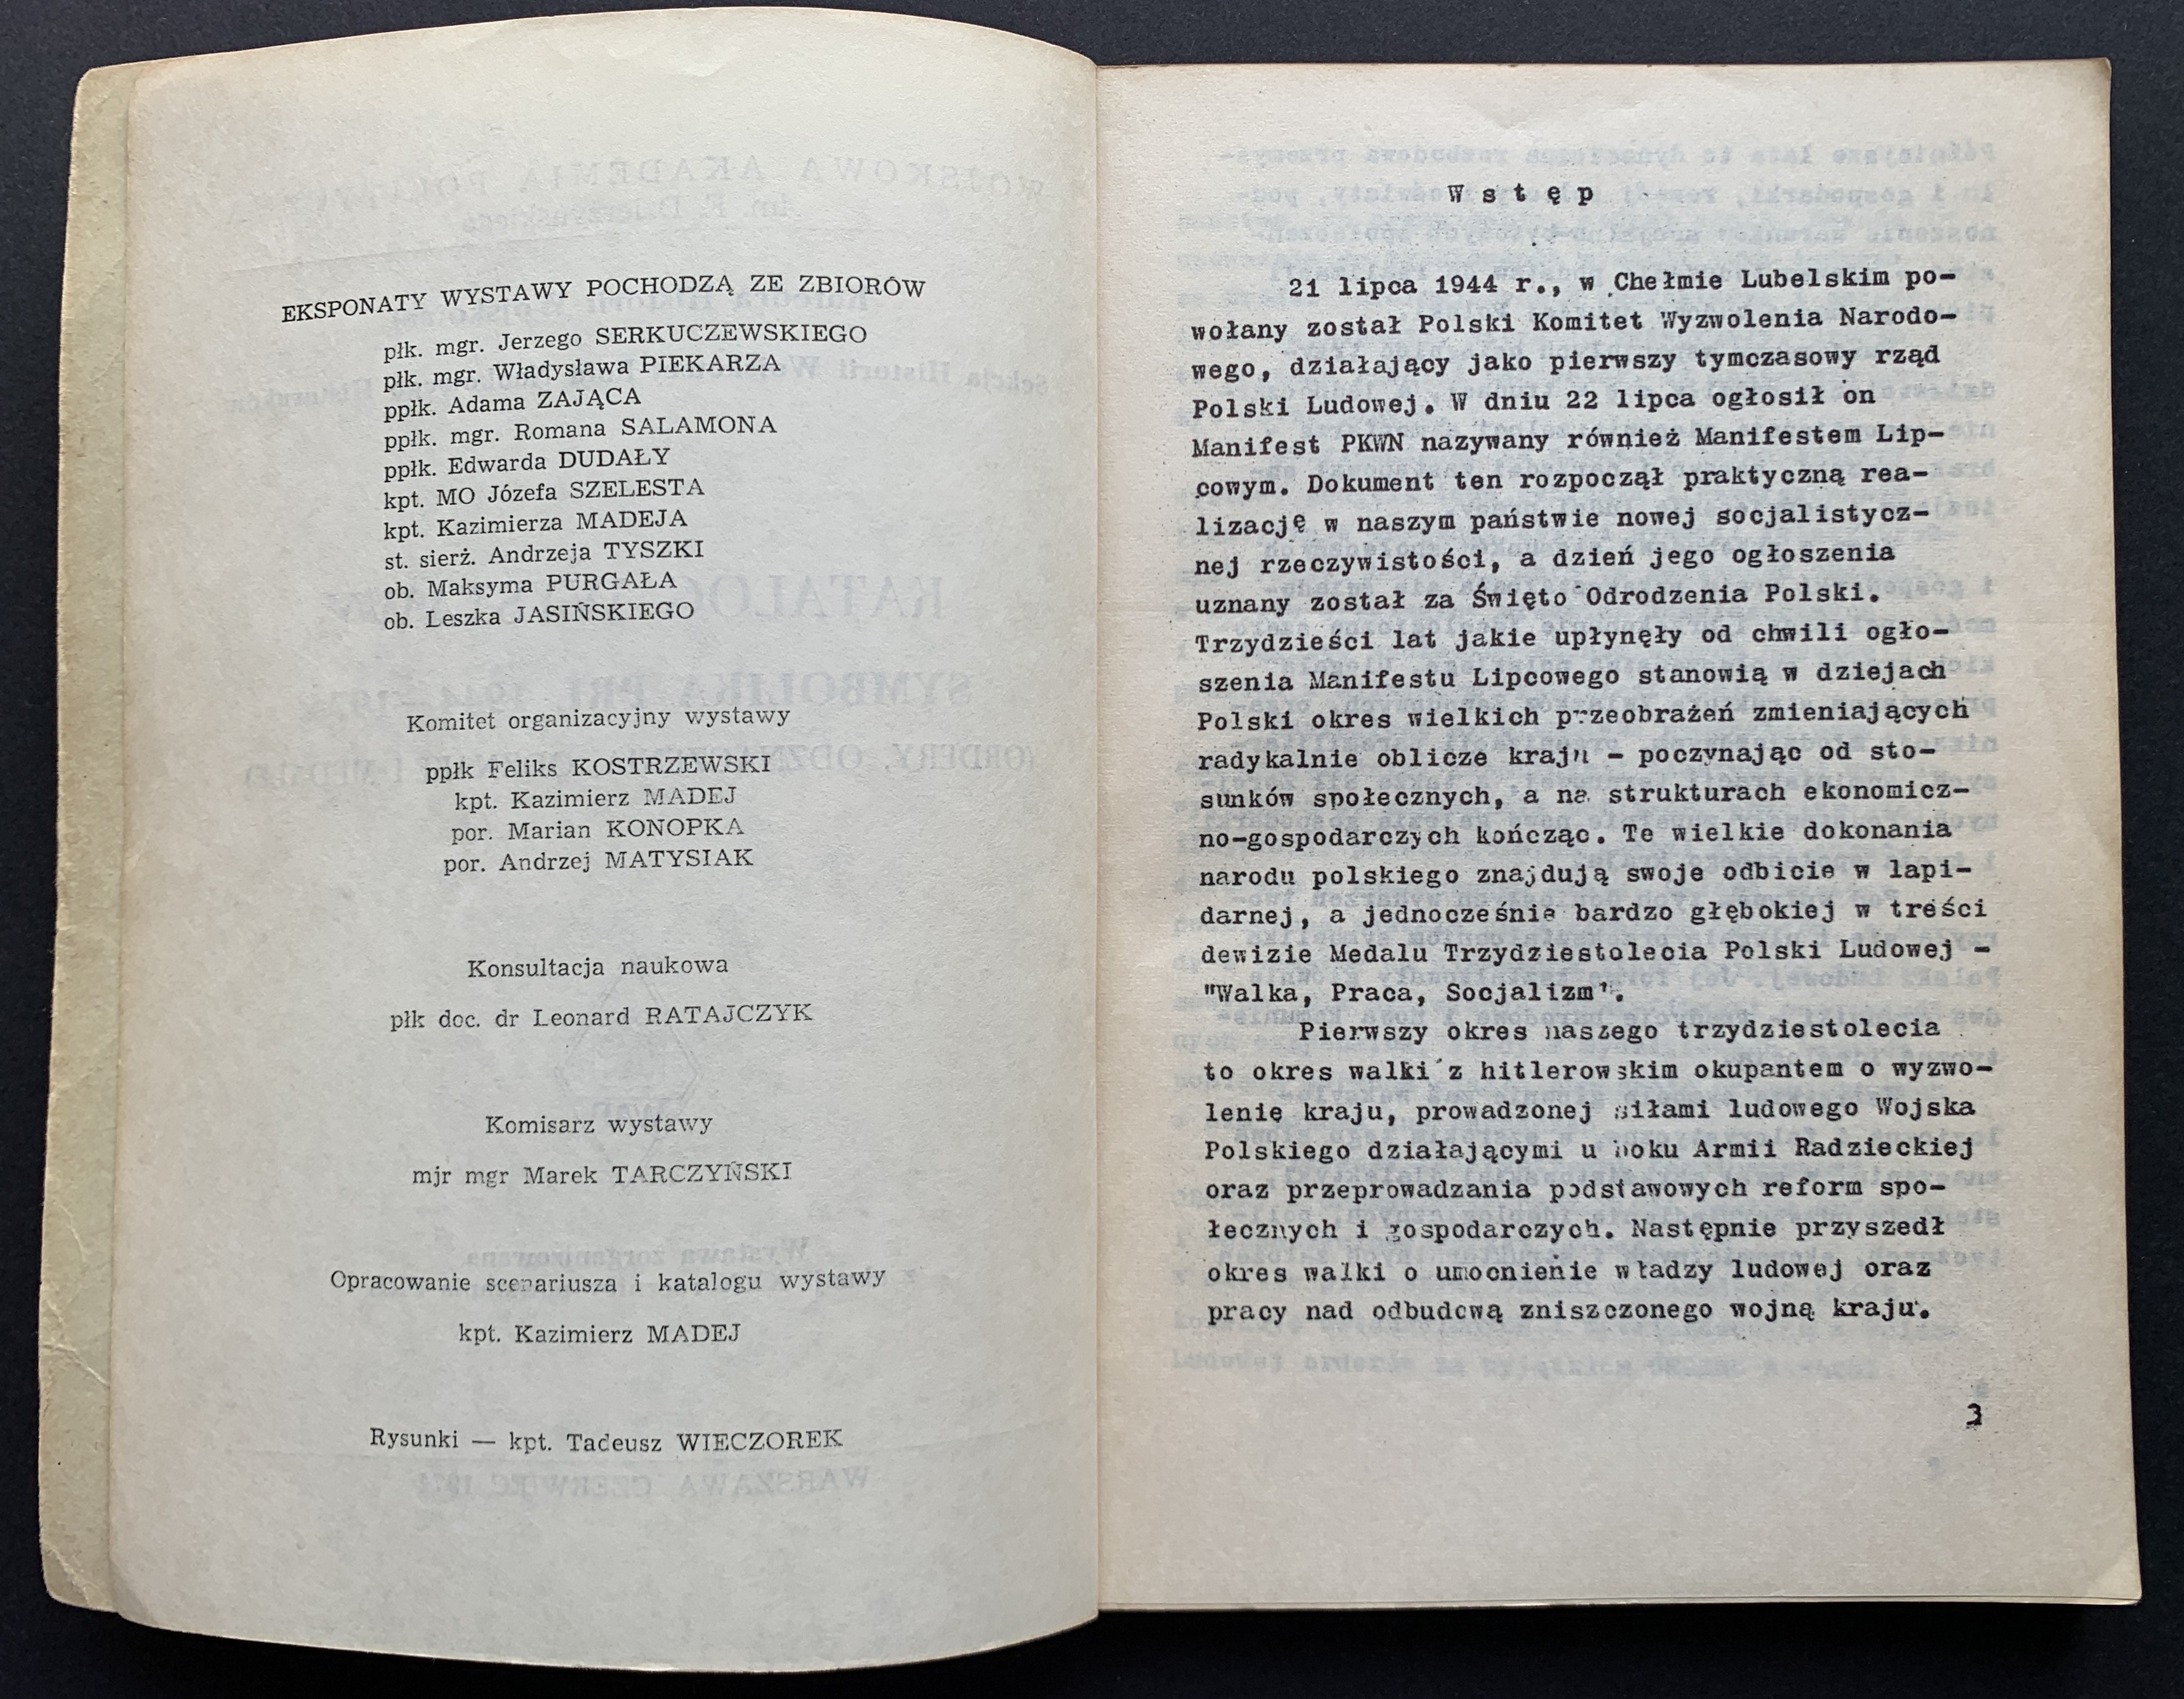 EKSPONATY WYSTAWY POCHODZĄ ZE ZBIORÓW
płk. mgr. Jerzego SERKUCZEWSKIEGO
płk. mgr. Władysława PIEKARZA
ppłk. Adama ZAJĄCA
ppłk. mgr. Romana SALAMONA
ppłk. Edwarda DUDAŁY
kpt. MO Józefa SZELESTA
kpt. Kazimierza MADEJA
st. sierż. Andrzeja TYSZKI
ob. Maksyma PURGAŁA
ob. Leszka JASIŃSKIEGO
Komitet organizacyjny wystawy
ppłk Feliks KOSTRZEWSKI
kpt. Kazimierz MADEJ
por. Marian KONOPKA
por. Andrzej MATYSIAK
Konsultacja naukowa
płk doc. dr Leonard RATAJCZYK
Komisarz wystawy
mjr mgr Marek TARCZYŃSKI
Opracowanie scenariusza i katalogu wystawy
kpt. Kazimierz MADEJ
Rysunki — kpt. Tadeusz WIECZOREK
Wstęp
21 lipca 1944 r., w Chełmie Lubelskim po-
wołany został Polski Komitet Wyzwolenia Narodo-
wego, działający jako pierwszy tymczasowy rząd
Polski Ludowej. W dniu 22 lipca ogłosił on
Manifest PKWN nazywany również Manifestem Lip-
cowym. Dokument ten rozpoczął praktyczną rea-
lizację w naszym państwie nowej socjalistycz-
nej rzeczywistości, a dzień jego ogłoszenia
uznany został za Święto Odrodzenia Polski.
Trzydzieści lat jakie upłynęły od chwili ogło-
szenia Manifestu Lipcowego stanowią w dziejach
Polski okres wielkich przeobrażeń zmieniających
radykalnie oblicze kraju - poczynając od sto-
sunków społecznych, a na strukturach ekonomicz-
no-gospodarczych kończąc. Te wielkie dokonania
narodu polskiego znajdują swoje odbicie w lapi-
darnej, a jednocześnie bardzo głębokiej w treści
dewizie Medalu Trzydziestolecia Polski Ludowej -
"Walka, Praca, Socjalizm".
Pierwszy okres naszego trzydziestolecia
to okres walki z hitlerowskim okupantem o wyzwo-
lenie kraju, prowadzonej siłami ludowego Wojska
Polskiego działającymi u boku Armii Radzieckiej
oraz przeprowadzania podstawowych reform spo-
łecznych i gospodarczych. Następnie przyszedł
okres walki o umocnienie władzy ludowej oraz
pracy nad odbudową zniszczonego wojną kraju.
3